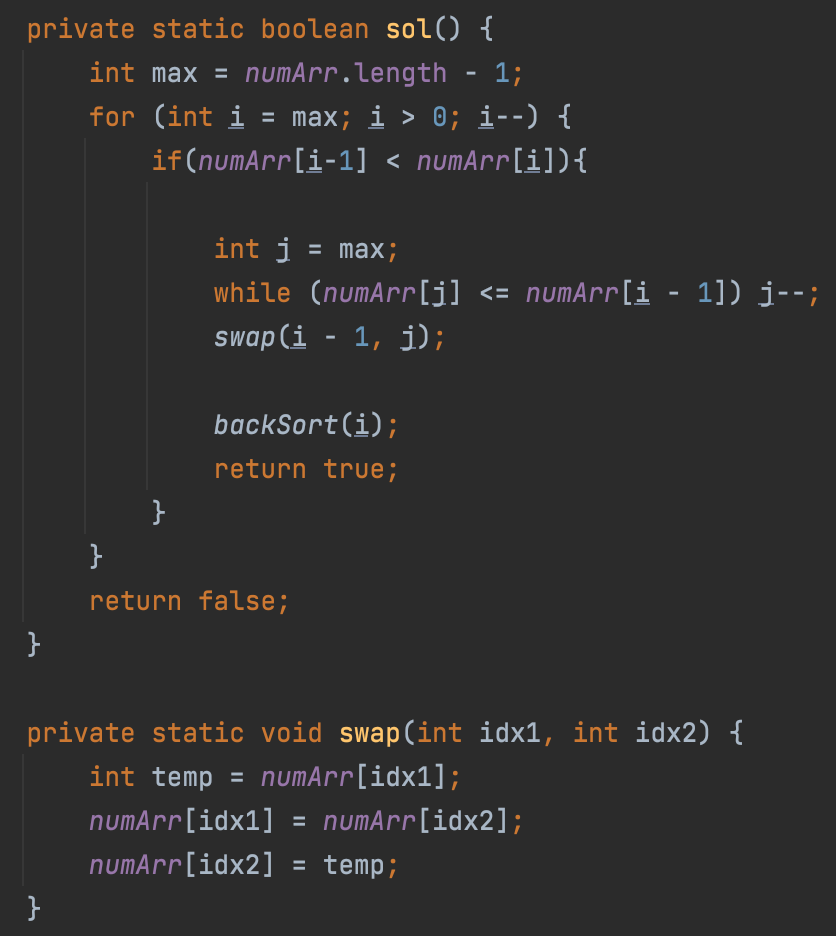 private static boolean sol() {
    int max = numArr.length - 1;
    for (int i = max; i > 0; i--) {
        if(numArr[i-1] < numArr[i]){

            int j = max;
            while (numArr[j] <= numArr[i - 1]) j--;
            swap(i - 1, j);

            backSort(i);
            return true;
        }
    }
    return false;
}

private static void swap(int idx1, int idx2) {
    int temp = numArr[idx1];
    numArr[idx1] = numArr[idx2];
    numArr[idx2] = temp;
}